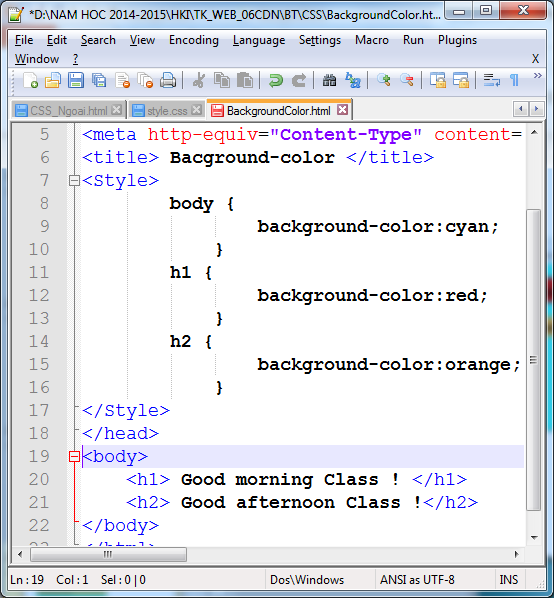 *D:\NAM HOC 2014-2015\HKI\TK_WEB_06CDN\BT\CSS\BackgroundColor.ht...
File Edit Search View Encoding Language Settings Macro Run Plugins
Window ? X
CSS_Ngoai.html style.css BackgroundColor.html
5 <meta http-equiv="Content-Type" content=
6 <title> Bacground-color </title>
7 <Style>
8 body {
9 background-color:cyan;
10 }
11 h1 {
12 background-color:red;
13 }
14 h2 {
15 background-color:orange;
16 }
17 </Style>
18 </head>
19 <body>
20 <h1> Good morning Class ! </h1>
21 <h2> Good afternoon Class !</h2>
22 </body>
23 </html>
Ln:19 Col:1 Sel:0|0 Dos\Windows ANSI as UTF-8 INS